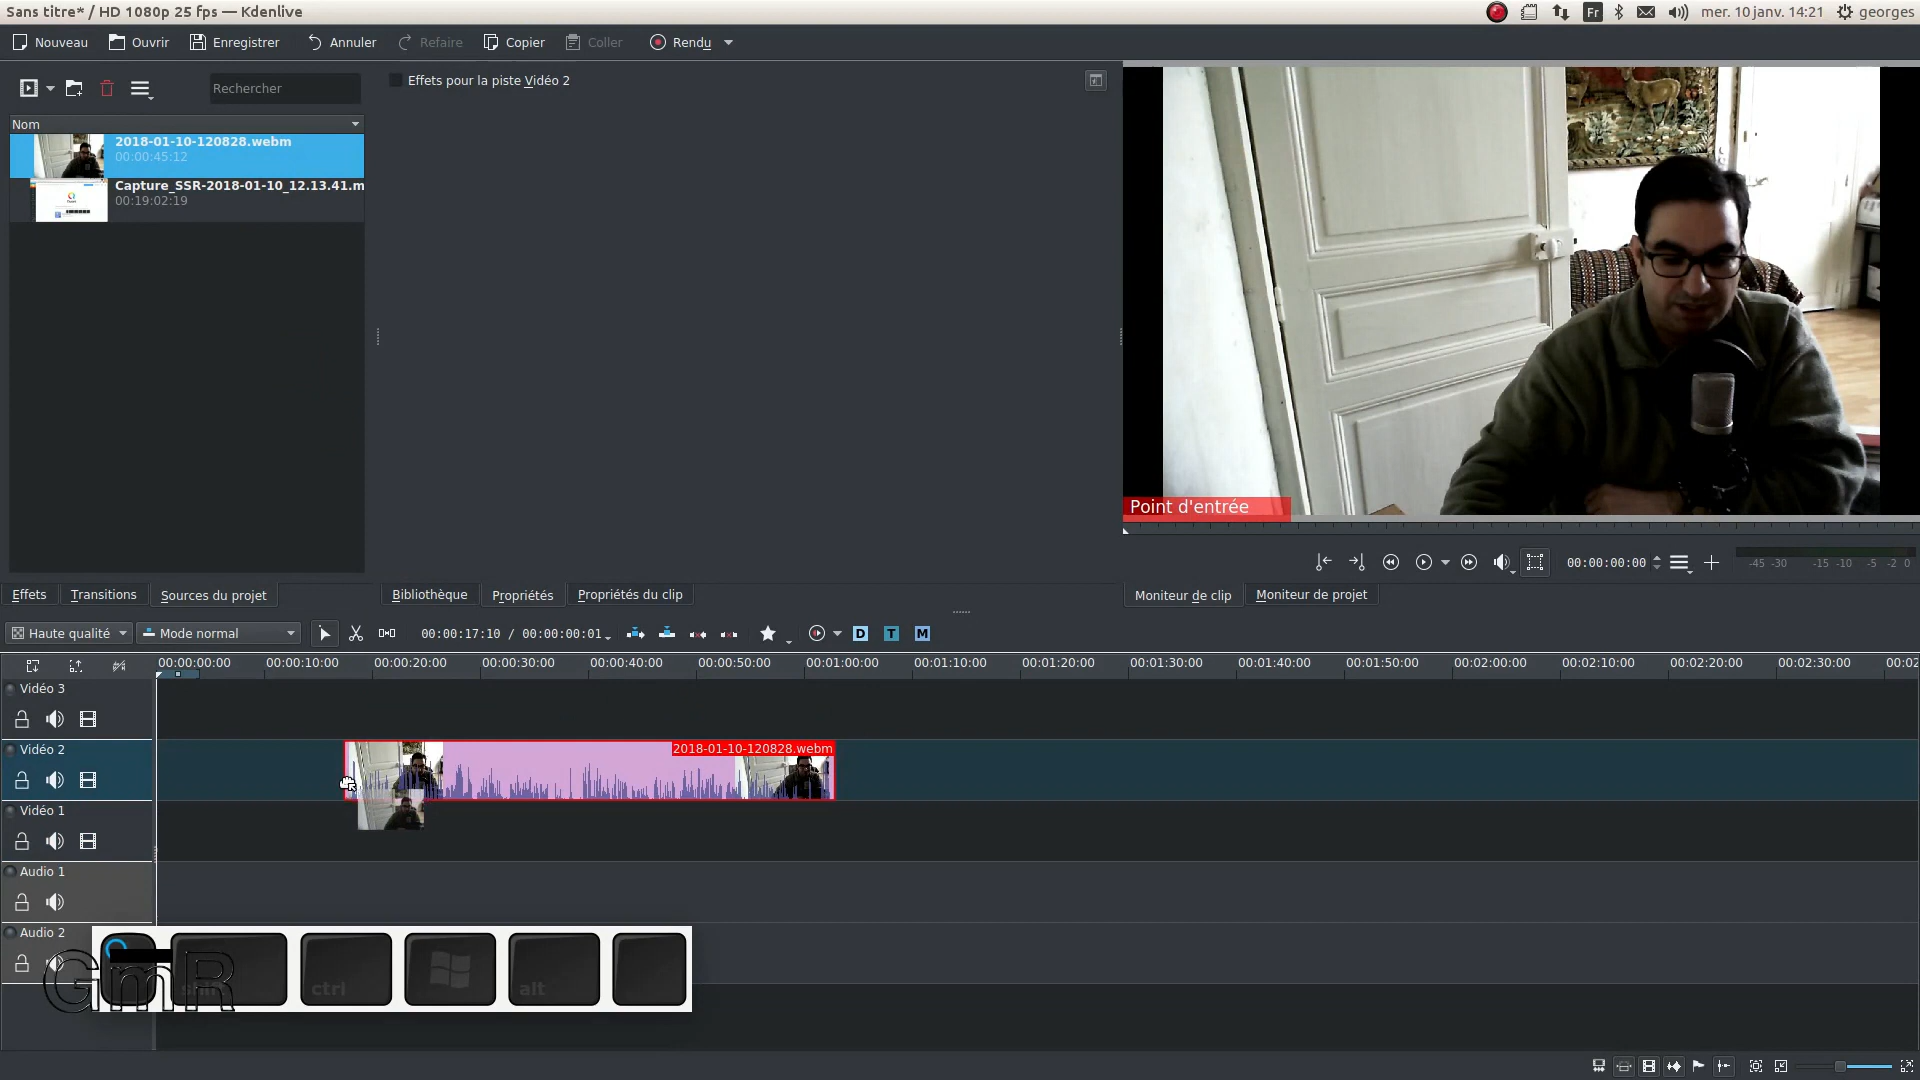 Sans titre* / HD 1080p 25 fps — Kdenlive
Fr
mer. 10 janv. 14:21
georges
Nouveau
Ouvrir
Enregistrer
Annuler
Refaire
Copier
Coller
Rendu
Rechercher
Effets pour la piste Vidéo 2
Nom
2018-01-10-120828.webm
00:00:45:12
Capture_SSR-2018-01-10_12.13.41.m
00:19:02:19
Point d'entrée
00:00:00:00
-45 -30 -15 -10 -5 -2 0
Effets
Transitions
Sources du projet
Bibliothèque
Propriétés
Propriétés du clip
Moniteur de clip
Moniteur de projet
Haute qualité
Mode normal
00:00:17:10 / 00:00:00:01
D
T
M
00:00:00:00
00:00:10:00
00:00:20:00
00:00:30:00
00:00:40:00
00:00:50:00
00:01:00:00
00:01:10:00
00:01:20:00
00:01:30:00
00:01:40:00
00:01:50:00
00:02:00:00
00:02:10:00
00:02:20:00
00:02:30:00
00:02
Vidéo 3
Vidéo 2
2018-01-10-120828.webm
Vidéo 1
Audio 1
Audio 2
GmR
ctrl
alt